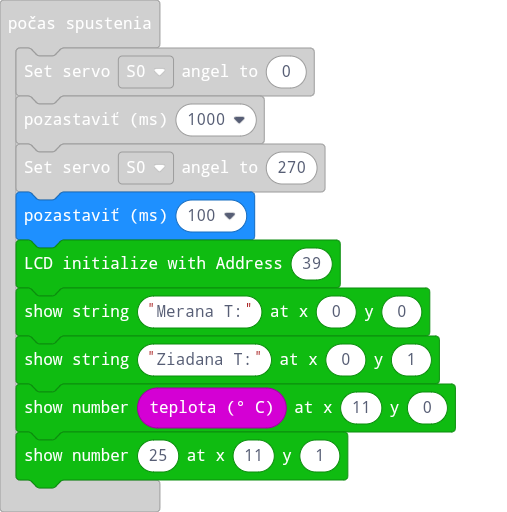 počas spustenia
Set servo S0 angel to 0
pozastaviť (ms) 1000
Set servo S0 angel to 270
pozastaviť (ms) 100
LCD initialize with Address 39
show string "Merana T:" at x 0 y 0
show string "Ziadana T:" at x 0 y 1
show number teplota (° C) at x 11 y 0
show number 25 at x 11 y 1